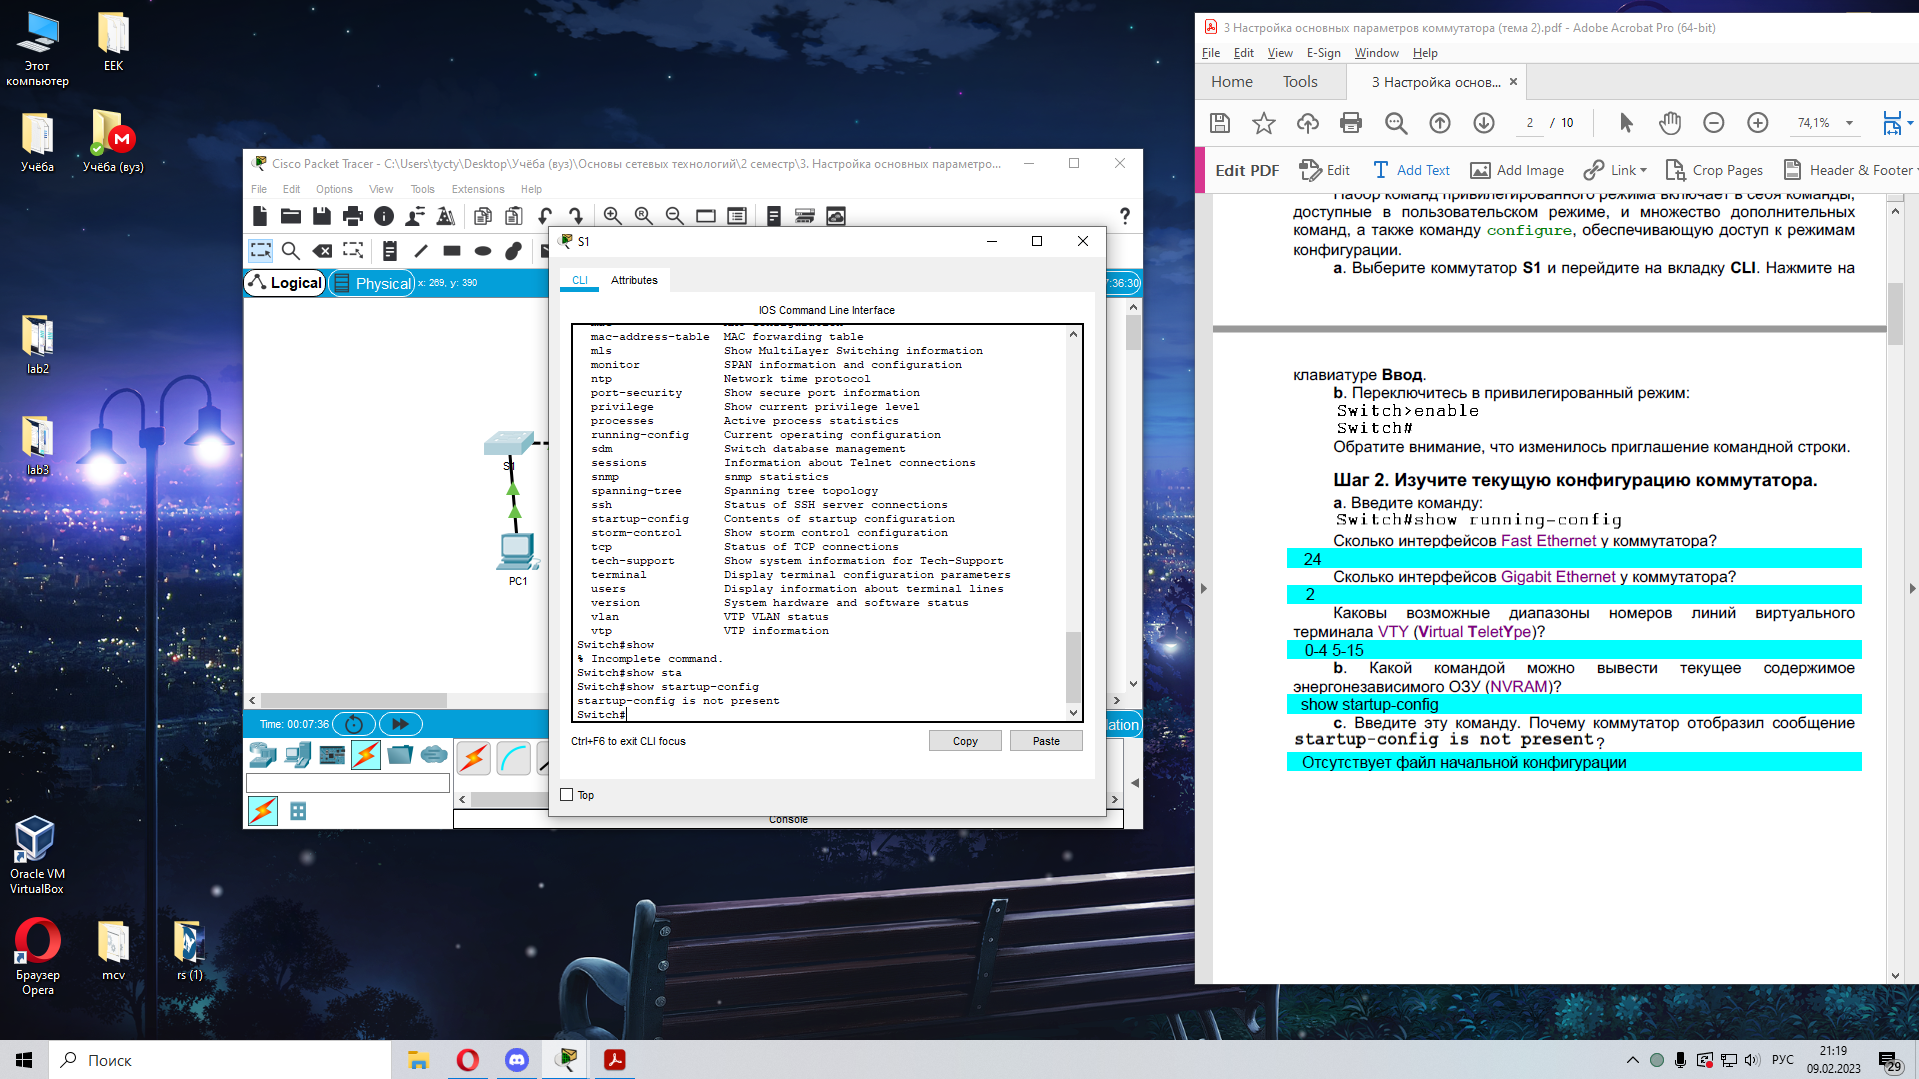 Этот
компьютер
EEK
Учёба
Учёба (вуз)
lab2
lab3
Oracle VM
VirtualBox
Браузер
Opera
mcv
rs (1)
Cisco Packet Tracer - C:\Users\tycty\Desktop\Учёба (вуз)\Основы сетевых технологий\2 семестр\3. Настройка основных параметро...
File Edit Options View Tools Extensions Help
Logical Physical x: 289, y: 390
7:36:30)
S1
PC1
Time: 00:07:36
lation
Console
S1
CLI Attributes
IOS Command Line Interface
mac-address-table MAC forwarding table
mls Show MultiLayer Switching information
monitor SPAN information and configuration
ntp Network time protocol
port-security Show secure port information
privilege Show current privilege level
processes Active process statistics
running-config Current operating configuration
sdm Switch database management
sessions Information about Telnet connections
snmp snmp statistics
spanning-tree Spanning tree topology
ssh Status of SSH server connections
startup-config Contents of startup configuration
storm-control Show storm control configuration
tcp Status of TCP connections
tech-support Show system information for Tech-Support
terminal Display terminal configuration parameters
users Display information about terminal lines
version System hardware and software status
vlan VTP VLAN status
vtp VTP information
Switch#show
% Incomplete command.
Switch#show sta
Switch#show startup-config
startup-config is not present
Switch#
Ctrl+F6 to exit CLI focus
Copy Paste
Top
3 Настройка основных параметров коммутатора (тема 2).pdf - Adobe Acrobat Pro (64-bit)
File Edit View E-Sign Window Help
Home Tools 3 Настройка основ... ×
2 / 10 74,1%
Edit PDF Edit Add Text Add Image Link Crop Pages Header & Footer
Набор команд привилегированного режима включает в себя команды,
доступные в пользовательском режиме, и множество дополнительных
команд, а также команду configure, обеспечивающую доступ к режимам
конфигурации.
a. Выберите коммутатор S1 и перейдите на вкладку CLI. Нажмите на
клавиатуре Ввод.
b. Переключитесь в привилегированный режим:
Switch>enable
Switch#
Обратите внимание, что изменилось приглашение командной строки.
Шаг 2. Изучите текущую конфигурацию коммутатора.
a. Введите команду:
Switch#show running-config
Сколько интерфейсов Fast Ethernet у коммутатора?
24
Сколько интерфейсов Gigabit Ethernet у коммутатора?
2
Каковы возможные диапазоны номеров линий виртуального
терминала VTY (Virtual TeletYpe)?
0-4 5-15
b. Какой командой можно вывести текущее содержимое
энергонезависимого ОЗУ (NVRAM)?
show startup-config
c. Введите эту команду. Почему коммутатор отобразил сообщение
startup-config is not present?
Отсутствует файл начальной конфигурации
Поиск
РУС
21:19
09.02.2023
29